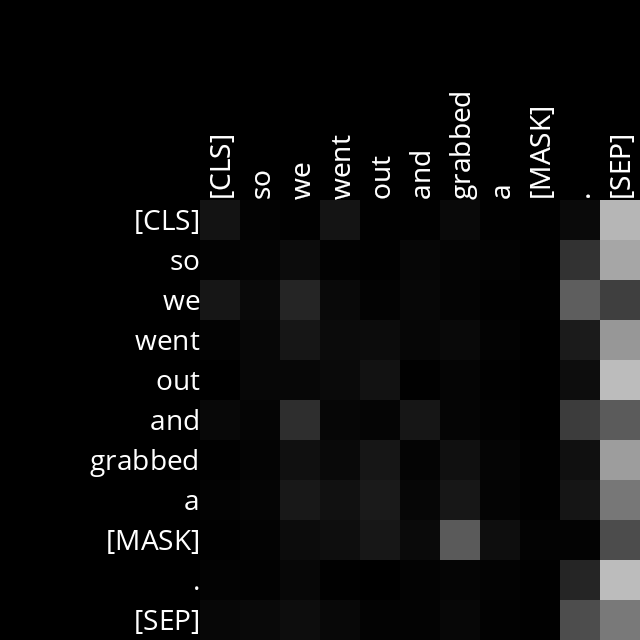 [CLS] so we went out and grabbed a [MASK] . [SEP]
[CLS]
so
we
went
out
and
grabbed
a
[MASK]
.
[SEP]